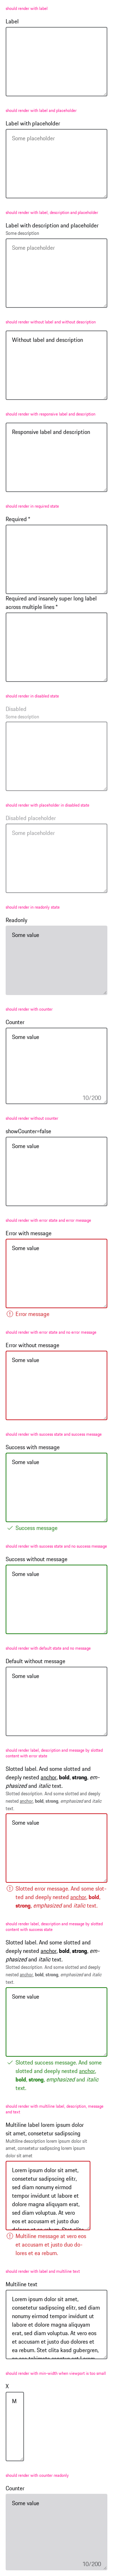 should render with label
Label
should render with label and placeholder
Label with placeholder
Some placeholder
should render with label, description and placeholder
Label with description and placeholder
Some description
Some placeholder
should render without label and without description
Without label and description
should render with responsive label and description
Responsive label and description
should render in required state
Required *
Required and insanely super long label
across multiple lines *
should render in disabled state
Disabled
Some description
should render with placeholder in disabled state
Disabled placeholder
Some placeholder
should render in readonly state
Readonly
Some value
should render with counter
Counter
Some value
10/200
should render without counter
showCounter=false
Some value
should render with error state and error message
Error with message
Some value
Error message
should render with error state and no error message
Error without message
Some value
should render with success state and success message
Success with message
Some value
Success message
should render with success state and no success message
Success without message
Some value
should render with default state and no message
Default without message
Some value
should render label, description and message by slotted
content with error state
Slotted label. And some slotted and
deeply nested anchor, bold, strong, em-
phasized and italic text.
Slotted description. And some slotted and deeply
nested anchor, bold, strong, emphasized and italic
text.
Some value
Slotted error message. And some slot-
ted and deeply nested anchor, bold,
strong, emphasized and italic text.
should render label, description and message by slotted
content with success state
Slotted label. And some slotted and
deeply nested anchor, bold, strong, em-
phasized and italic text.
Slotted description. And some slotted and deeply
nested anchor, bold, strong, emphasized and italic
text.
Some value
Slotted success message. And some
slotted and deeply nested anchor,
bold, strong, emphasized and italic
text.
should render with multiline label, description, message
and text
Multiline label lorem ipsum dolor
sit amet, consetetur sadipscing
Multiline description lorem ipsum dolor sit
amet, consetetur sadipscing lorem ipsum
dolor sit amet
Lorem ipsum dolor sit amet,
consetetur sadipscing elitr,
sed diam nonumy eirmod
tempor invidunt ut labore et
dolore magna aliquyam erat,
sed diam voluptua. At vero
eos et accusam et justo duo
Multiline message at vero eos
et accusam et justo duo do-
lores et ea rebum.
should render with label and multiline text
Multiline text
Lorem ipsum dolor sit amet,
consetetur sadipscing elitr, sed diam
nonumy eirmod tempor invidunt ut
labore et dolore magna aliquyam
erat, sed diam voluptua. At vero eos
et accusam et justo duo dolores et
ea rebum. Stet clita kasd gubergren,
should render with min-width when viewport is too small
X
M
should render with counter readonly
Counter
Some value
10/200